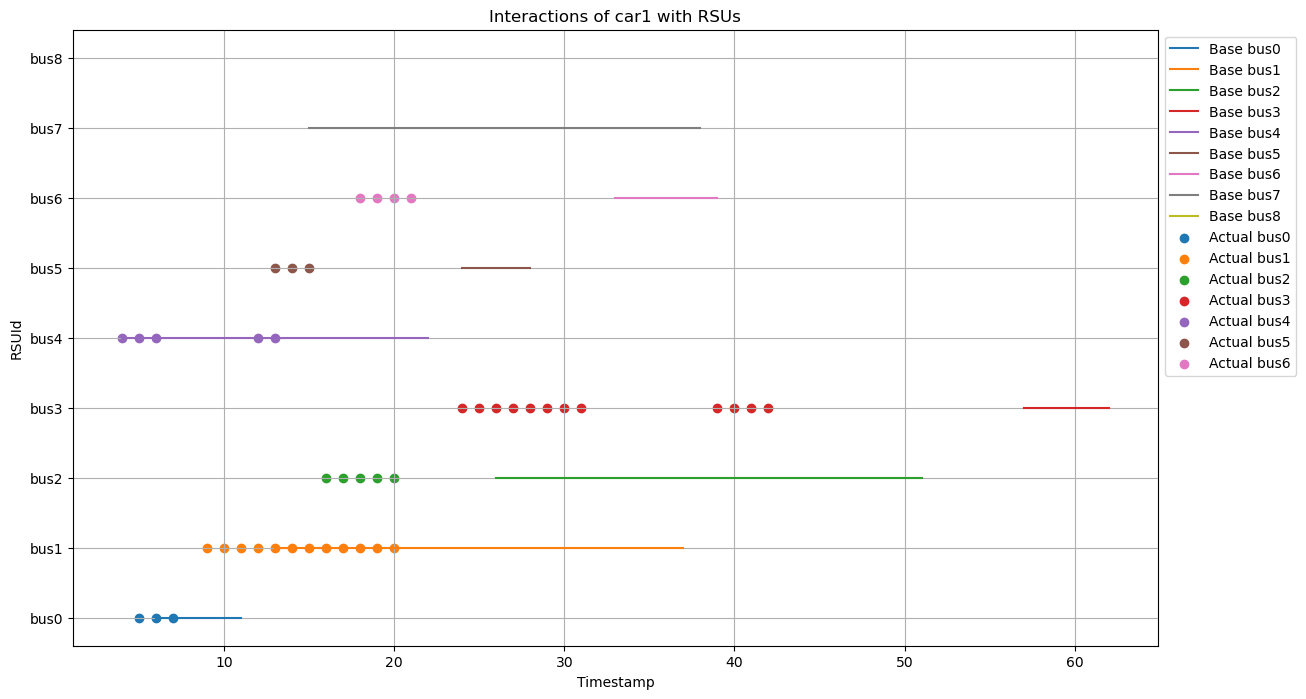 Interactions of car1 with RSUs
bus8
bus7
bus6
bus5
bus4
bus3
bus2
bus1
bus0
RSUId
10
20
30
40
50
60
Timestamp
Base bus0
Base bus1
Base bus2
Base bus3
Base bus4
Base bus5
Base bus6
Base bus7
Base bus8
Actual bus0
Actual bus1
Actual bus2
Actual bus3
Actual bus4
Actual bus5
Actual bus6